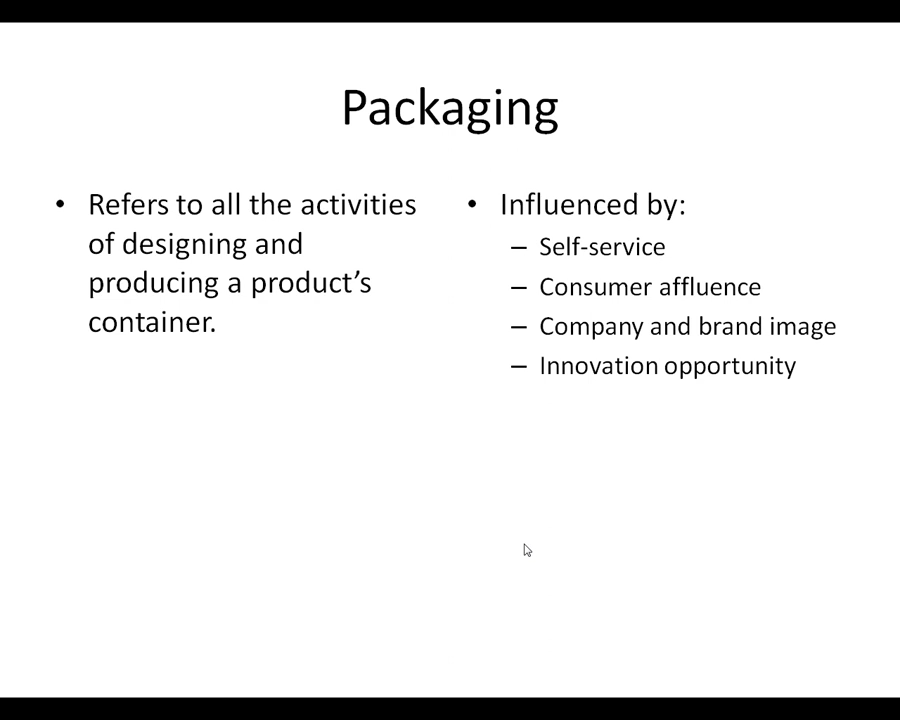 Packaging
• Refers to all the activities
of designing and
producing a product’s
container.
• Influenced by:
– Self-service
– Consumer affluence
– Company and brand image
– Innovation opportunity